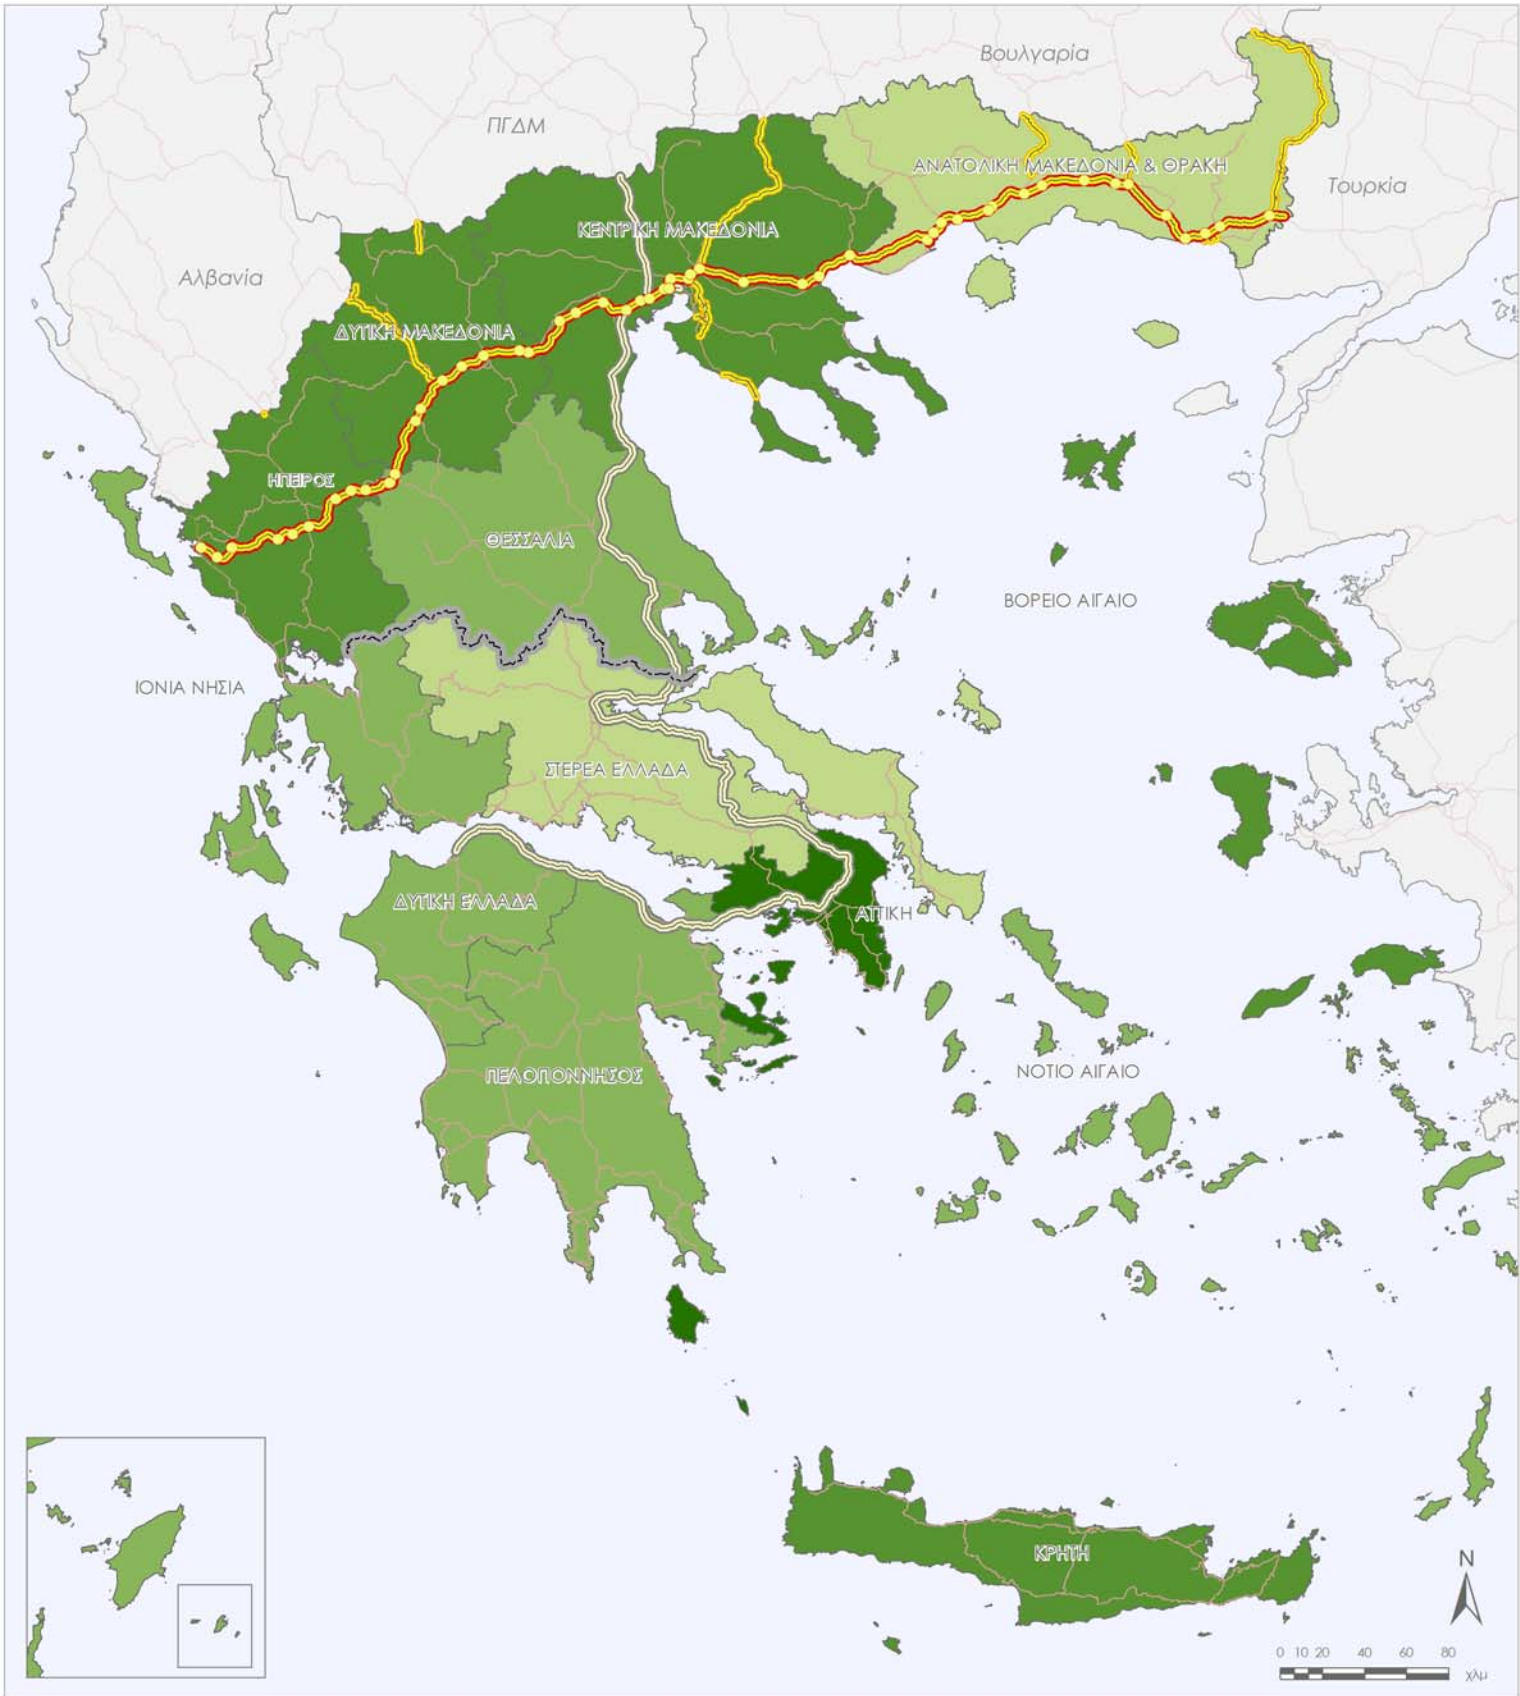 Βουλγαρία
ΠΓΔΜ
ΑΝΑΤΟΛΙΚΗ ΜΑΚΕΔΟΝΙΑ & ΘΡΑΚΗ
Τουρκία
ΚΕΝΤΡΙΚΗ ΜΑΚΕΔΟΝΙΑ
Αλβανία
ΔΥΤΙΚΗ ΜΑΚΕΔΟΝΙΑ
ΗΠΕΙΡΟΣ
ΘΕΣΣΑΛΙΑ
ΒΟΡΕΙΟ ΑΙΓΑΙΟ
ΙΟΝΙΑ ΝΗΣΙΑ
ΣΤΕΡΕΑ ΕΛΛΑΔΑ
ΔΥΤΙΚΗ ΕΛΛΑΔΑ
ΑΤΤΙΚΗ
ΝΟΤΙΟ ΑΙΓΑΙΟ
ΠΕΛΟΠΟΝΝΗΣΟΣ
ΚΡΗΤΗ
N
0 10 20 40 60 80
χλμ